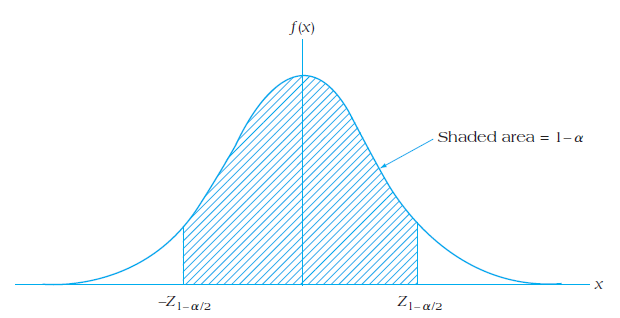 f(x)
Shaded area = 1−α
x
−Z1−α/2
Z1−α/2